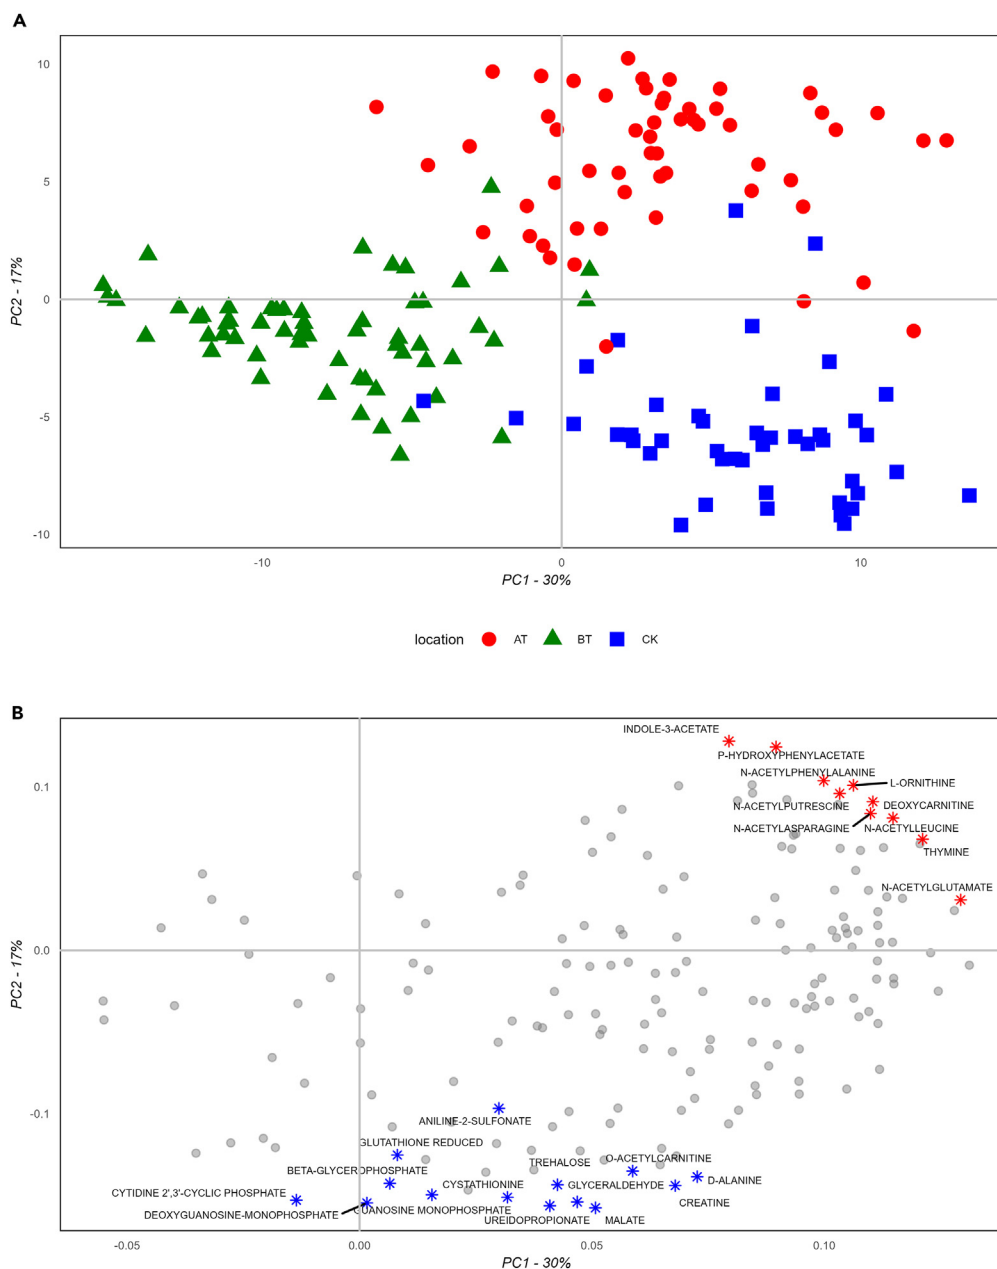 A
10
5
0
-5
-10
PC2 - 17%
-10
0
10
PC1 - 30%
location AT BT CK
B
INDOLE-3-ACETATE
P-HYDROXYPHENYLACETATE
N-ACETYLPHENYLALANINE
L-ORNITHINE
N-ACETYLPUTRESCINE
DEOXYCARNITINE
N-ACETYLASPARAGINE
N-ACETYLLEUCINE
THYMINE
N-ACETYLGLUTAMATE
0.1
0.0
-0.1
PC2 - 17%
ANILINE-2-SULFONATE
GLUTATHIONE REDUCED
TREHALOSE
O-ACETYLCARNITINE
BETA-GLYCEROPHOSPHATE
CYSTATHIONINE
GLYCERALDEHYDE
D-ALANINE
CYTIDINE 2',3'-CYCLIC PHOSPHATE
CREATINE
DEOXYGUANOSINE-MONOPHOSPHATE
GUANOSINE MONOPHOSPHATE
UREIDOPROPIONATE
MALATE
-0.05
0.00
0.05
0.10
PC1 - 30%